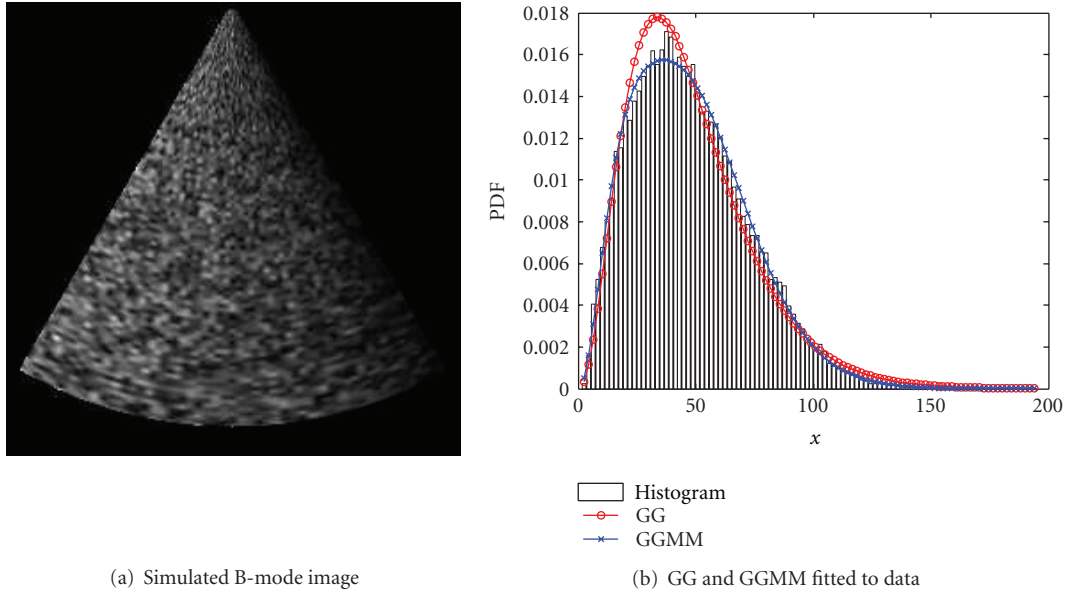 0.018
0.016
0.014
0.012
0.01
0.008
0.006
0.004
0.002
0
PDF
0 50 100 150 200
x
Histogram
GG
GGMM
(a) Simulated B-mode image
(b) GG and GGMM fitted to data